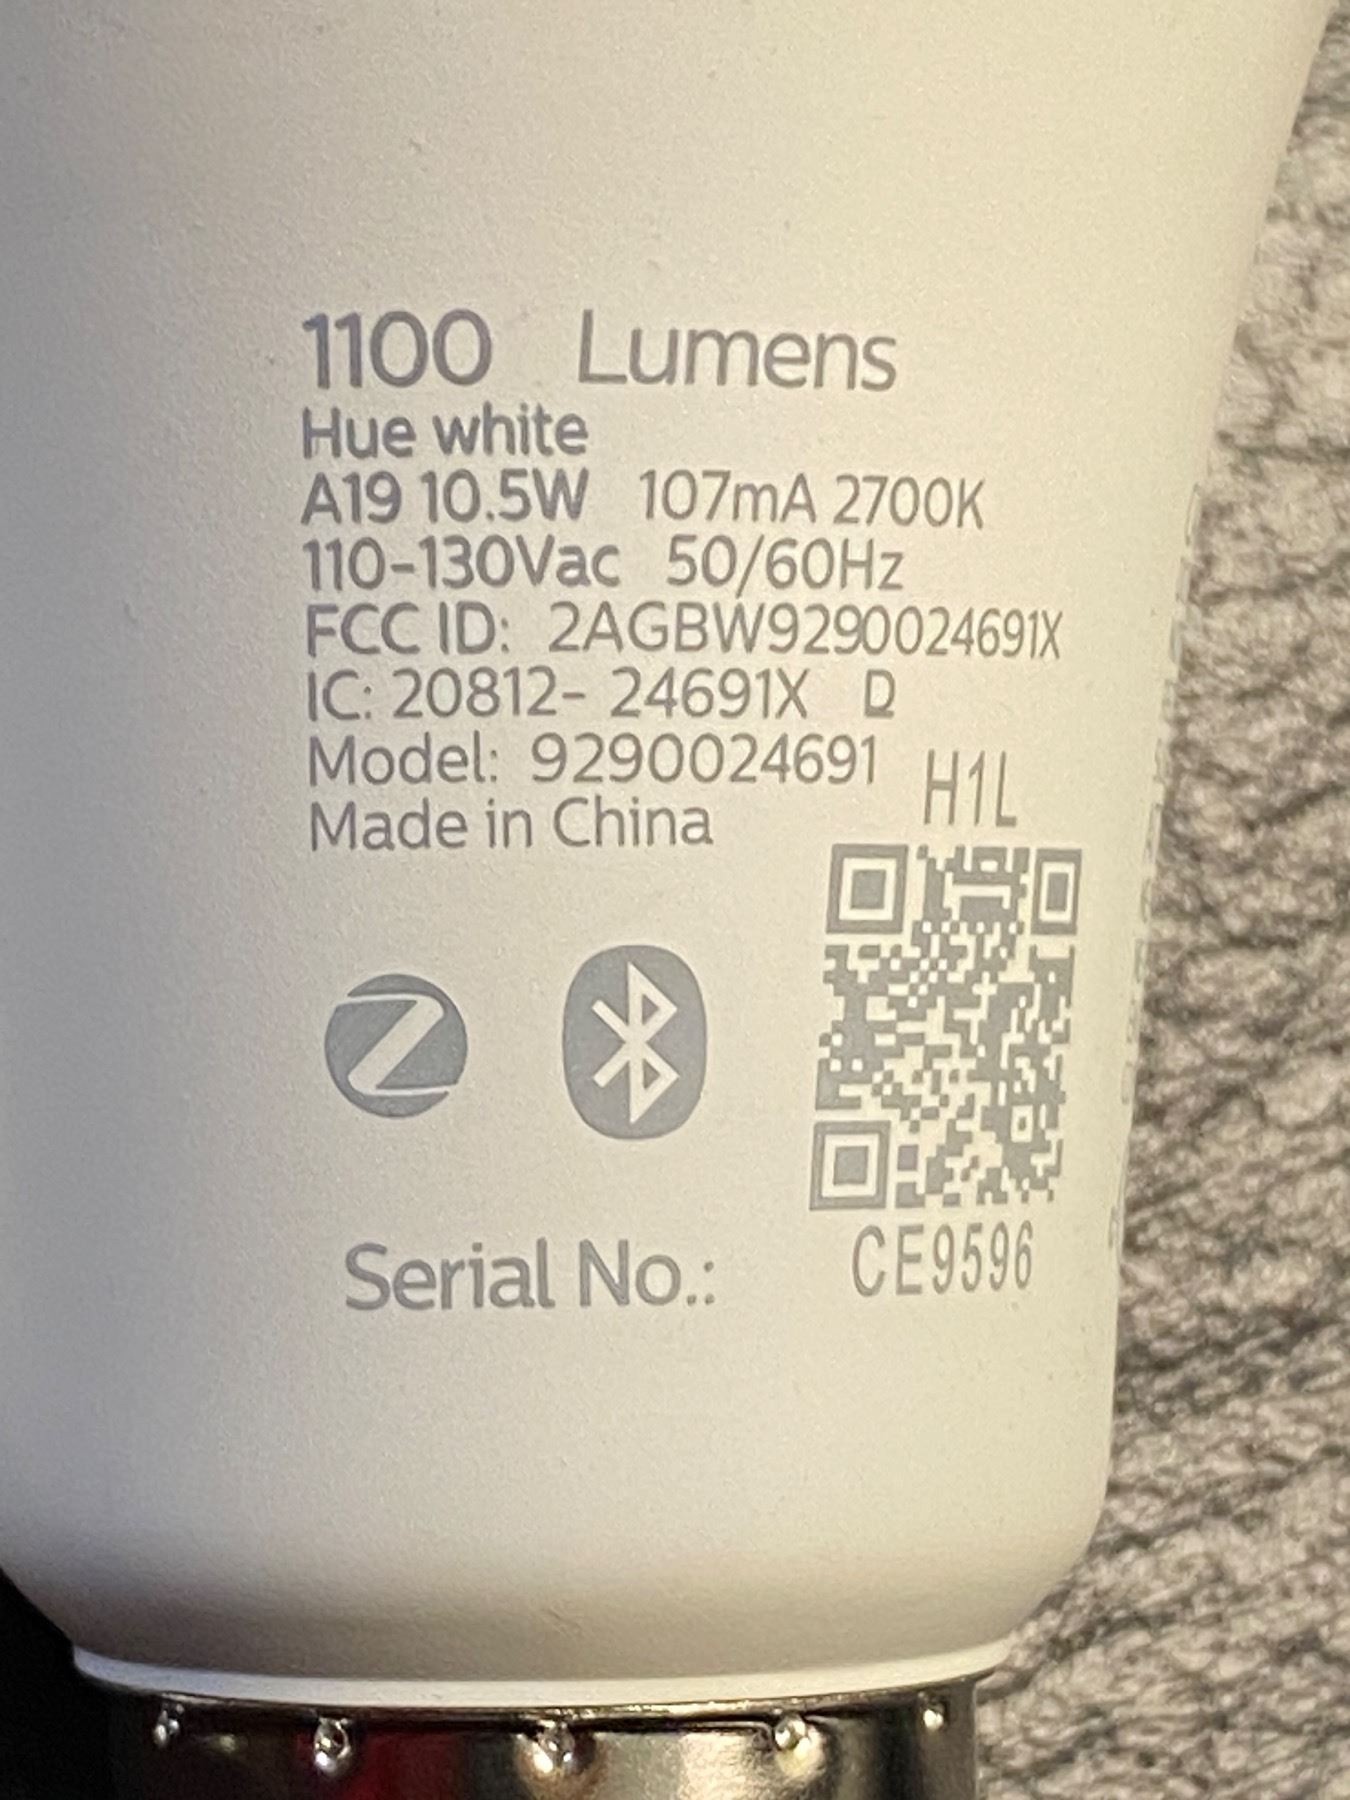 1100 Lumens
Hue white
A19 10.5W 107mA 2700K
110-130Vac 50/60Hz
FCC ID: 2AGBW9290024691X
IC: 20812- 24691X D
Model: 9290024691
H1L
Made in China
Serial No.: CE9596